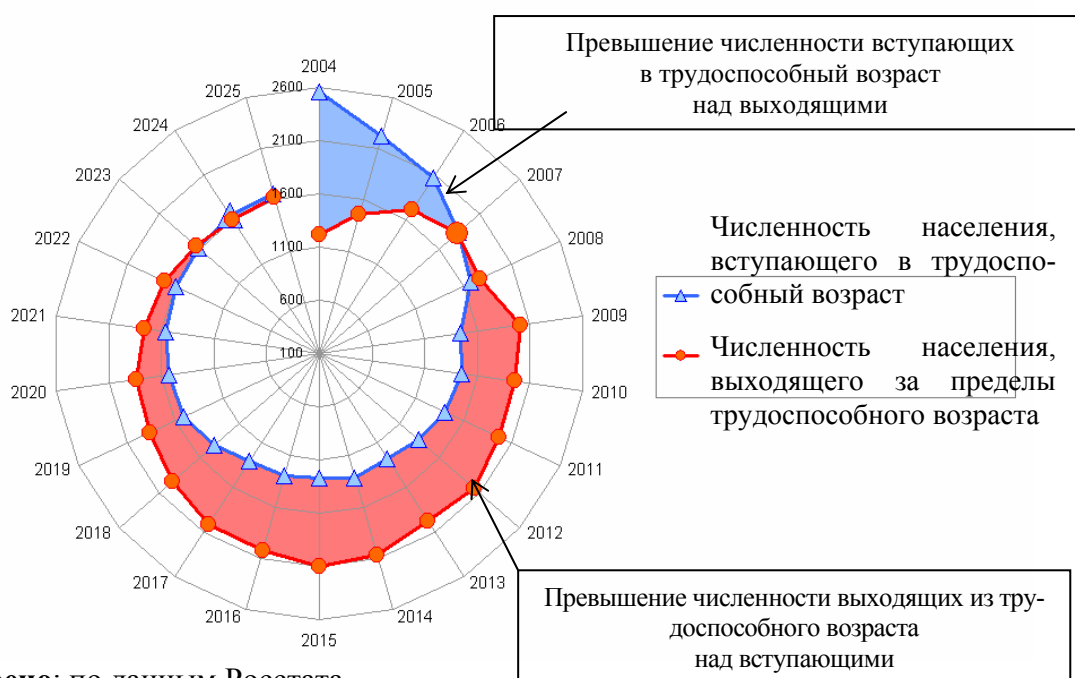 Превышение численности вступающих
в трудоспособный возраст
над выходящими
2004
2005
2006
2007
2008
2009
2010
2011
2012
2013
2014
2015
2016
2017
2018
2019
2020
2021
2022
2023
2024
2025
2600
2100
1600
1100
600
100
Численность населения,
вступающего в трудоспо-
собный возраст
Численность населения,
выходящего за пределы
трудоспособного возраста
Превышение численности выходящих из тру-
доспособного возраста
над вступающими
по данным Росстата